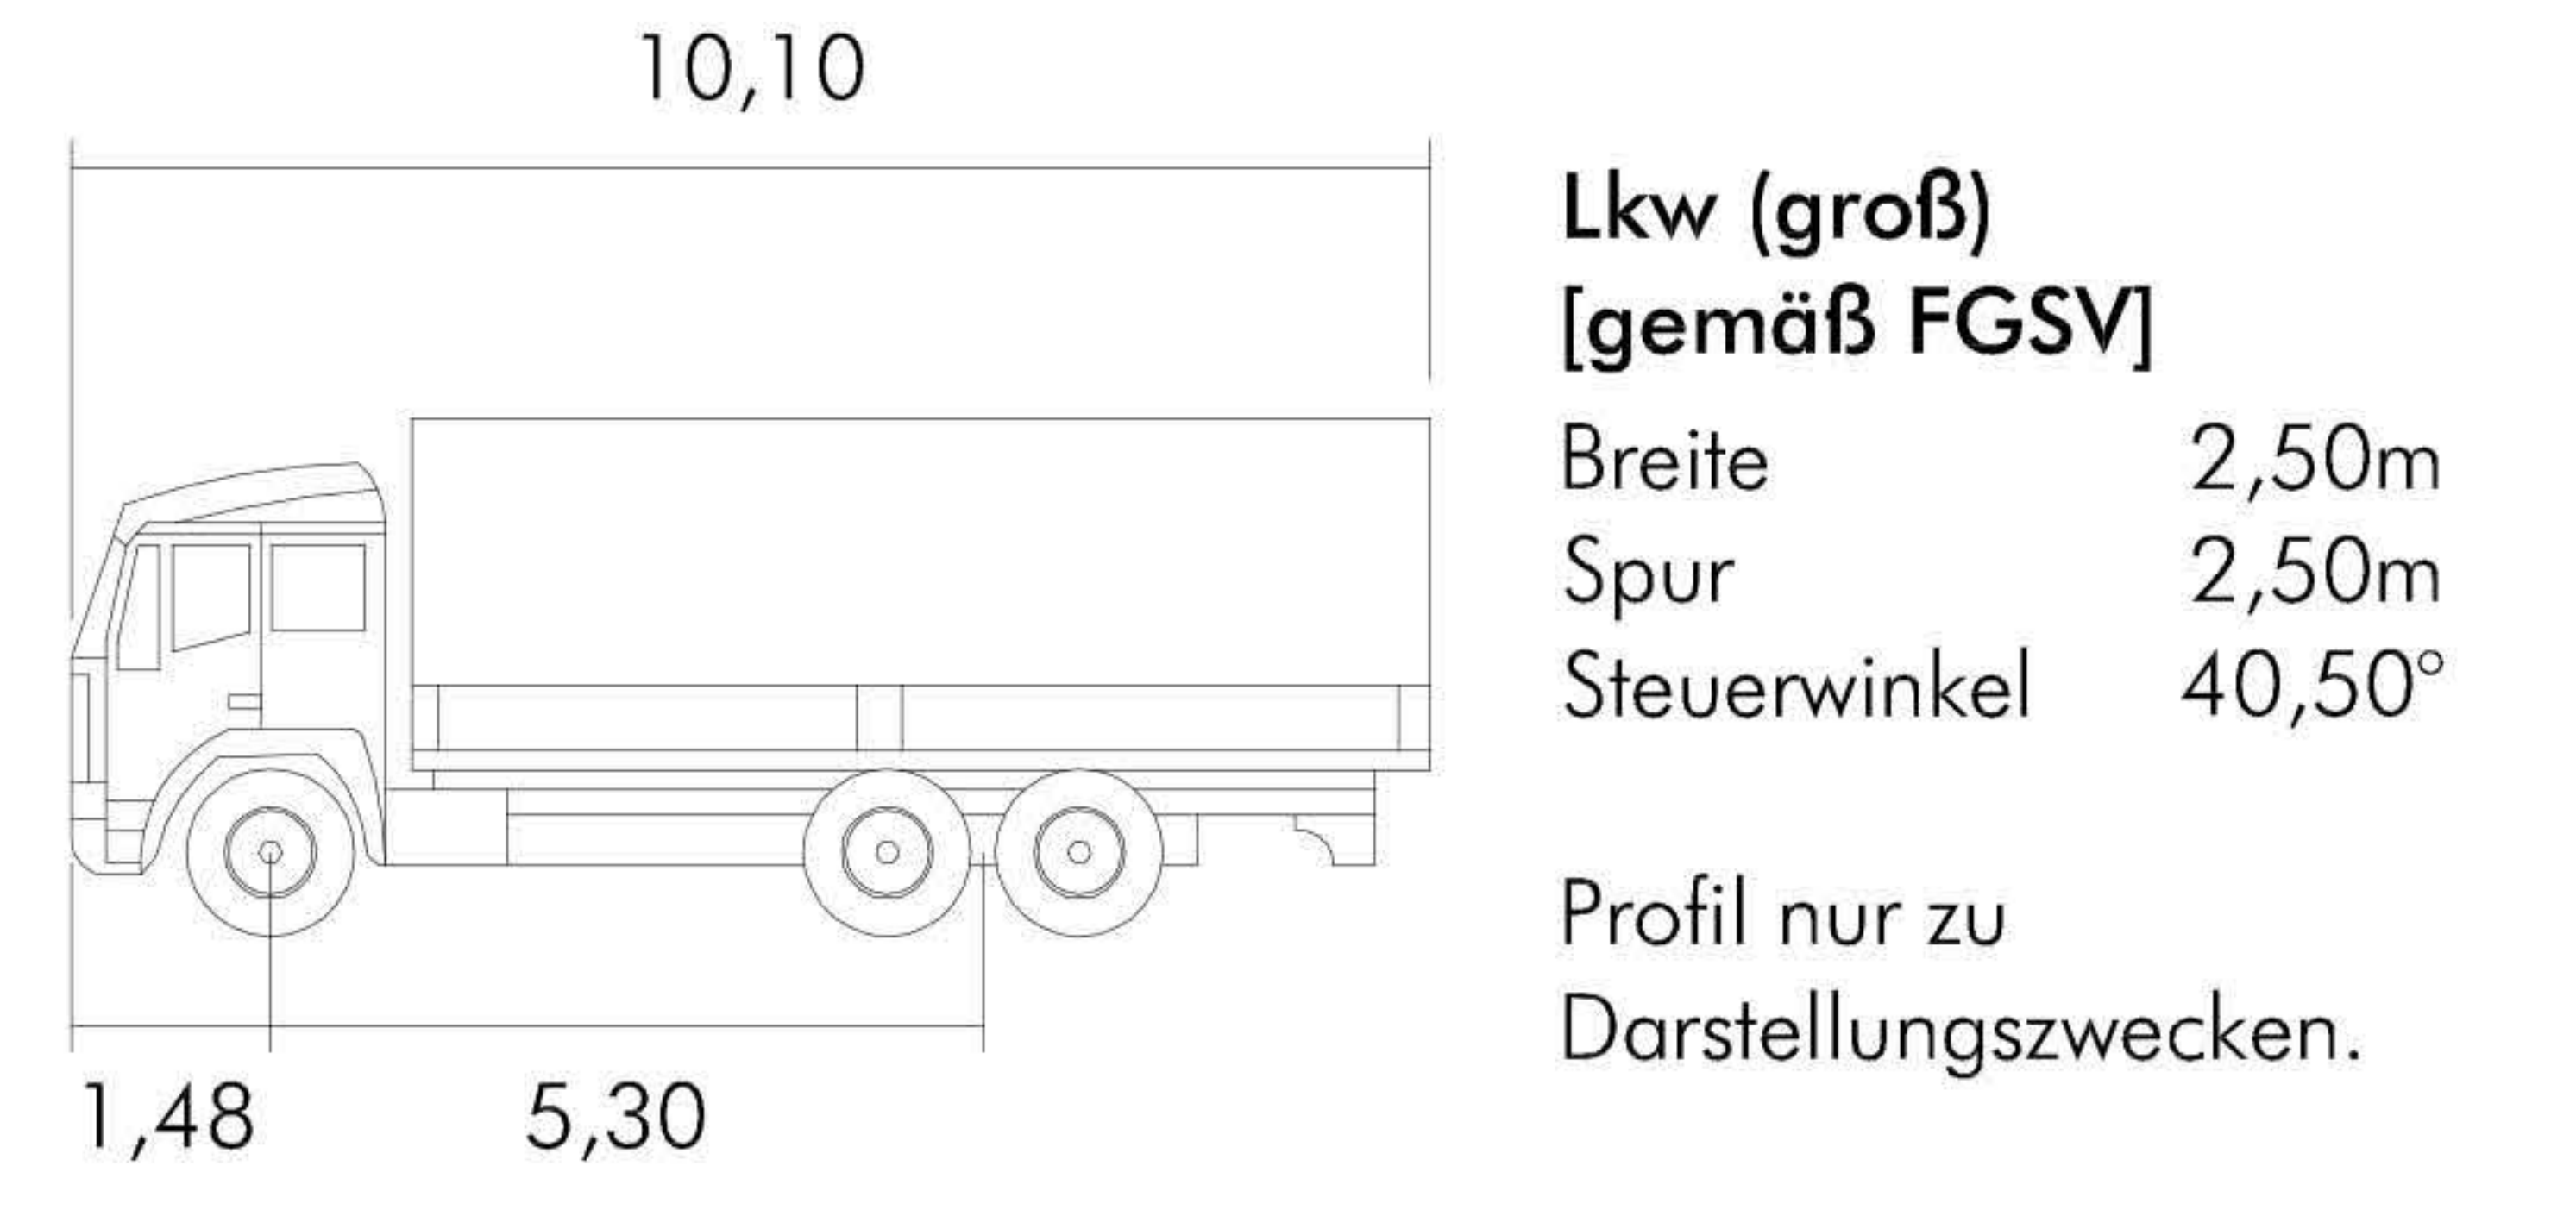 10,10
Lkw (groß)
[gemäß FGSV]
Breite 2,50m
Spur 2,50m
Steuerwinkel 40,50°
Profil nur zu
Darstellungszwecken.
1,48 5,30